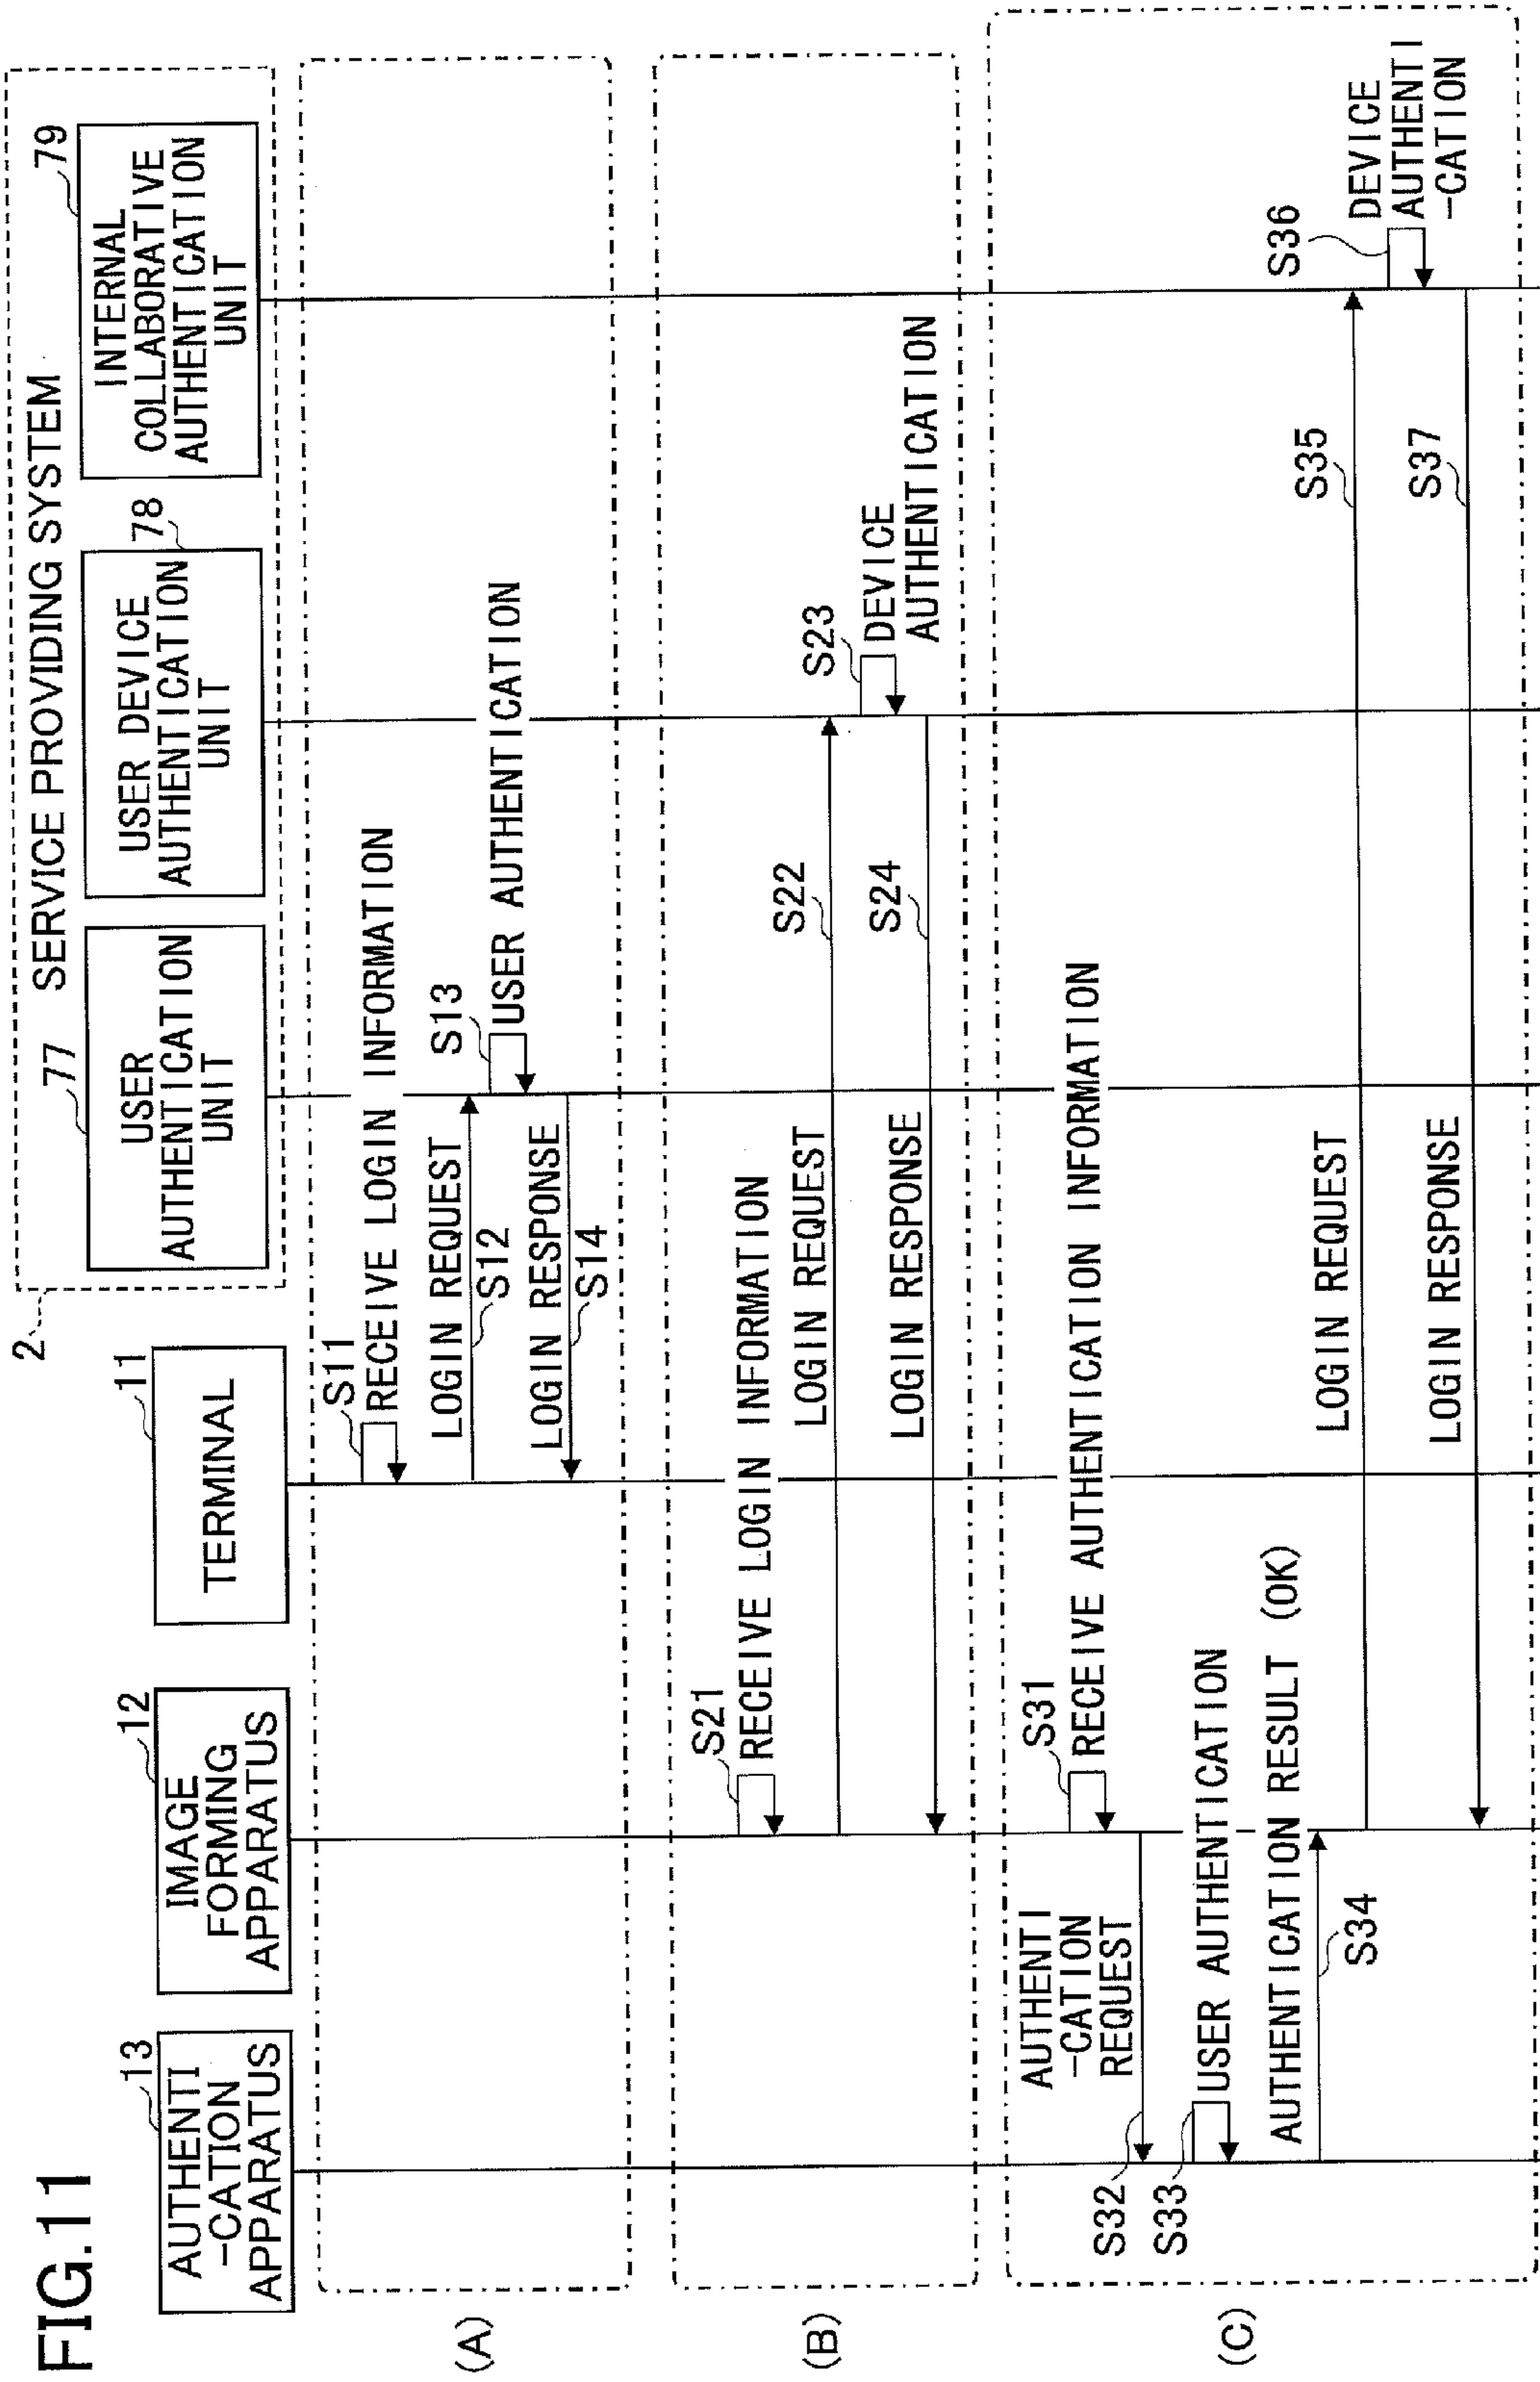 FIG.11
2
SERVICE PROVIDING SYSTEM
13
AUTHENTI
-CATION
APPARATUS
12
IMAGE
FORMING
APPARATUS
11
TERMINAL
77
USER
AUTHENTICATION
UNIT
78
USER DEVICE
AUTHENTICATION
UNIT
79
INTERNAL
COLLABORATIVE
AUTHENTICATION
UNIT
(A)
S11
RECEIVE LOGIN INFORMATION
LOGIN REQUEST
S12
S13
USER AUTHENTICATION
LOGIN RESPONSE
S14
(B)
S21
RECEIVE LOGIN INFORMATION
LOGIN REQUEST
S22
S23
DEVICE
AUTHENTICATION
LOGIN RESPONSE
S24
(C)
S31
RECEIVE AUTHENTICATION INFORMATION
AUTHENTI
-CATION
REQUEST
S32
S33
USER AUTHENTICATION
AUTHENTICATION RESULT (OK)
S34
LOGIN REQUEST
S35
S36
DEVICE
AUTHENTI
-CATION
LOGIN RESPONSE
S37